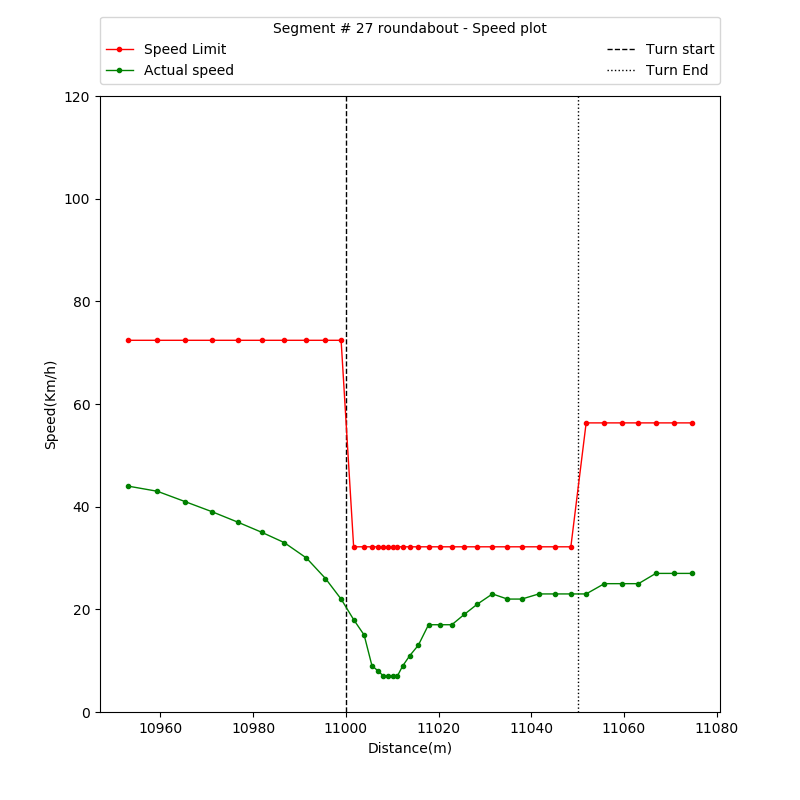 Segment # 27 roundabout - Speed plot
Speed Limit
Actual speed
Turn start
Turn End
120
100
80
60
40
20
0
Speed(Km/h)
10960 10980 11000 11020 11040 11060 11080
Distance(m)